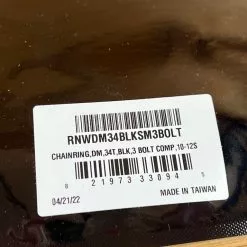 RNWDM34BLKSM3BOLT
CHAINRING,DM,34T,BLK,3 BOLT COMP,10-12S
8 21973 33094 1
04/21/22 MADE IN TAIWAN